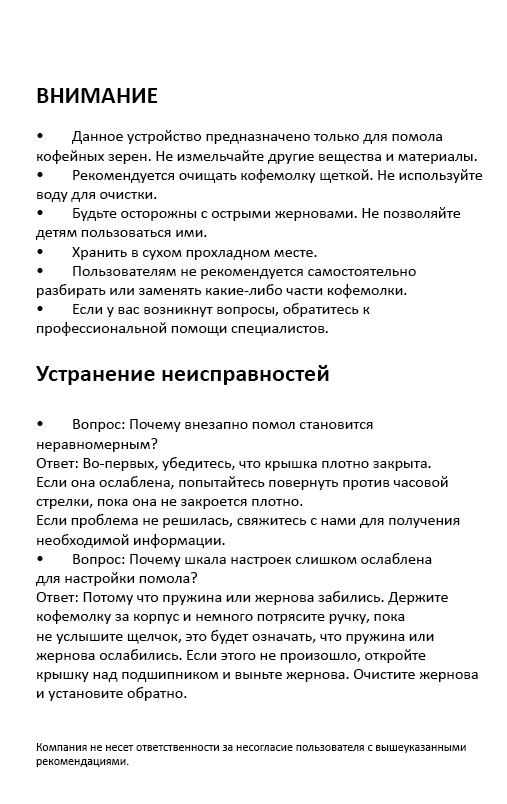 ВНИМАНИЕ
• Данное устройство предназначено только для помола
кофейных зерен. Не измельчайте другие вещества и материалы.
• Рекомендуется очищать кофемолку щеткой. Не используйте
воду для очистки.
• Будьте осторожны с острыми жерновами. Не позволяйте
детям пользоваться ими.
• Хранить в сухом прохладном месте.
• Пользователям не рекомендуется самостоятельно
разбирать или заменять какие-либо части кофемолки.
• Если у вас возникнут вопросы, обратитесь к
профессиональной помощи специалистов.
Устранение неисправностей
• Вопрос: Почему внезапно помол становится
неравномерным?
Ответ: Во-первых, убедитесь, что крышка плотно закрыта.
Если она ослаблена, попытайтесь повернуть против часовой
стрелки, пока она не закроется плотно.
Если проблема не решилась, свяжитесь с нами для получения
необходимой информации.
• Вопрос: Почему шкала настроек слишком ослаблена
для настройки помола?
Ответ: Потому что пружина или жернова забились. Держите
кофемолку за корпус и немного потрясите ручку, пока
не услышите щелчок, это будет означать, что пружина или
жернова ослабились. Если этого не произошло, откройте
крышку над подшипником и выньте жернова. Очистите жернова
и установите обратно.
Компания не несет ответственности за несогласие пользователя с вышеуказанными
рекомендациями.